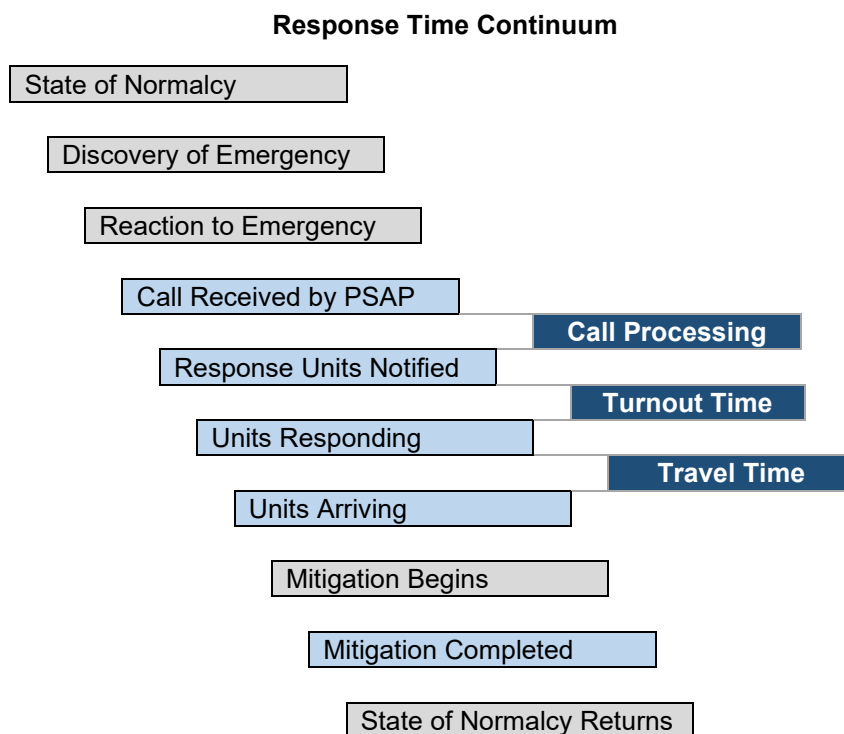 Response Time Continuum
State of Normalcy
Discovery of Emergency
Reaction to Emergency
Call Received by PSAP
Call Processing
Response Units Notified
Turnout Time
Units Responding
Travel Time
Units Arriving
Mitigation Begins
Mitigation Completed
State of Normalcy Returns